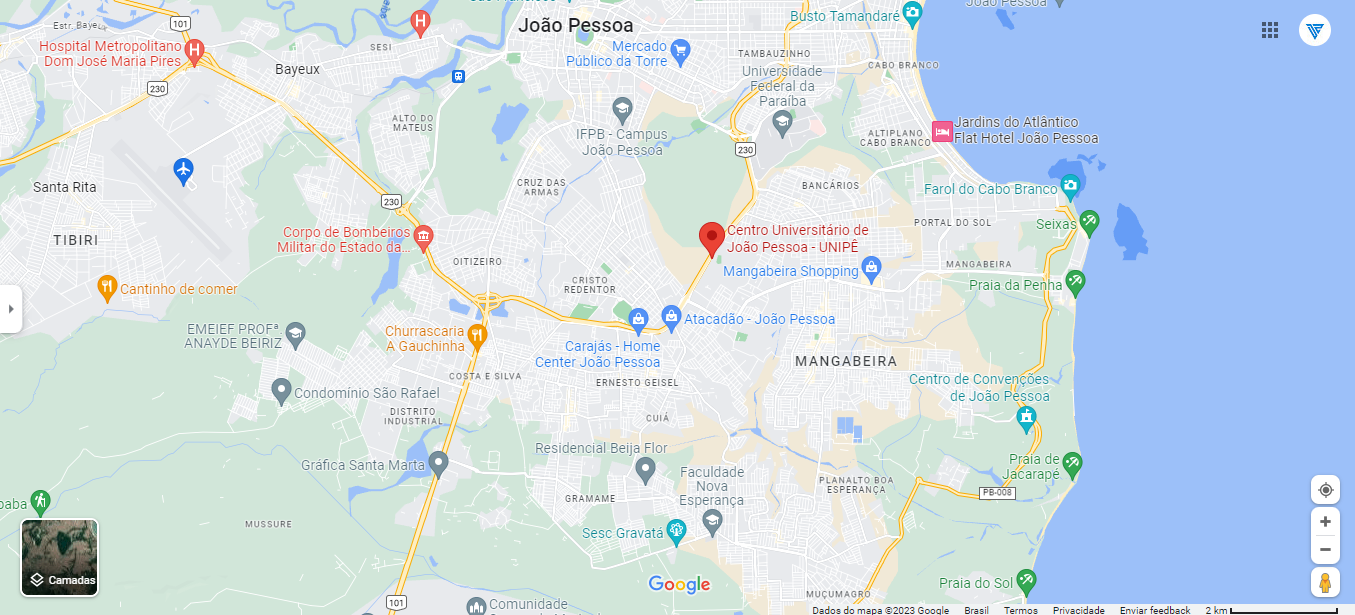 João Pessoa
João Pessoa
Busto Tamandaré
101
Estr. Bayeux
Hospital Metropolitano
Dom José Maria Pires
SESI
Mercado
Público da Torre
TAMBAUZINHO
CABO BRANCO
Bayeux
230
Universidade
Federal da
Paraíba
ALTO DO
MATEUS
IFPB - Campus
João Pessoa
ALTIPLANO
CABO BRANCO
Jardins do Atlântico
Flat Hotel João Pessoa
230
Santa Rita
CRUZ DAS
ARMAS
BANCÁRIOS
Farol do Cabo Branco
230
Corpo de Bombeiros
Militar do Estado da...
Centro Universitário de
João Pessoa - UNIPÊ
PORTAL DO SOL
Seixas
TIBIRI
OITIZEIRO
Mangabeira Shopping
MANGABEIRA
CRISTO
REDENTOR
Praia da Penha
Cantinho de comer
EMEIEF PROFª
ANAYDE BEIRIZ
Churrascaria
A Gauchinha
Atacadão - João Pessoa
Carajás - Home
Center João Pessoa
MANGABEIRA
COSTA E SILVA
ERNESTO GEISEL
Centro de Convenções
de João Pessoa
Condomínio São Rafael
DISTRITO
INDUSTRIAL
CUIÁ
Residencial Beija Flor
Gráfica Santa Marta
Faculdade
Nova
Esperança
Praia de
Jacarapé
PLANALTO BOA
ESPERANÇA
PB-008
GRAMAME
MUSSURE
Sesc Gravatá
Camadas
Google
Praia do Sol
MUÇUMAGRO
101
Comunidade
Dados do mapa ©2023 Google Brasil Termos Privacidade Enviar feedback 2 km